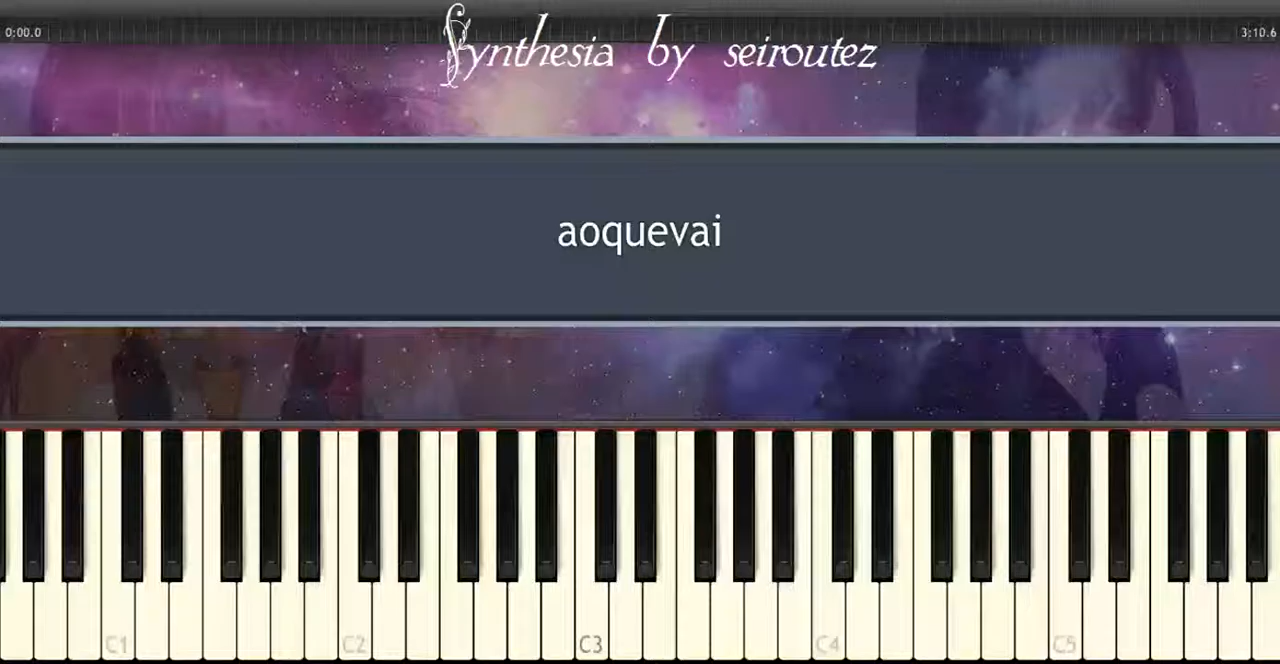 Synthesia by seiroutez
0:00.0
3:10.6
aoquevai
C1
C2
C3
C4
C5